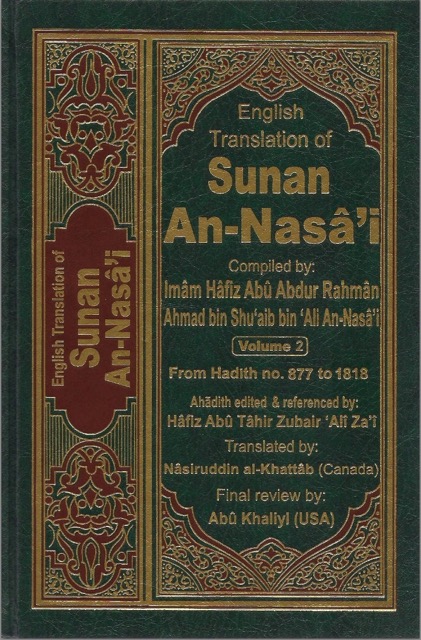 English Translation of
Sunan
An-Nasâ'i
English
Translation of
Sunan
An-Nasâ'i
Compiled by:
Imâm Hâfiz Abû Abdur Rahmân
Ahmad bin Shu'aib bin 'Ali An-Nasâ'i
Volume 2
From Hadith no. 877 to 1818
Ahâdith edited & referenced by:
Hâfiz Abû Tâhir Zubair 'Alî Za'î
Translated by:
Nâsiruddin al-Khattâb (Canada)
Final review by:
Abû Khaliyl (USA)